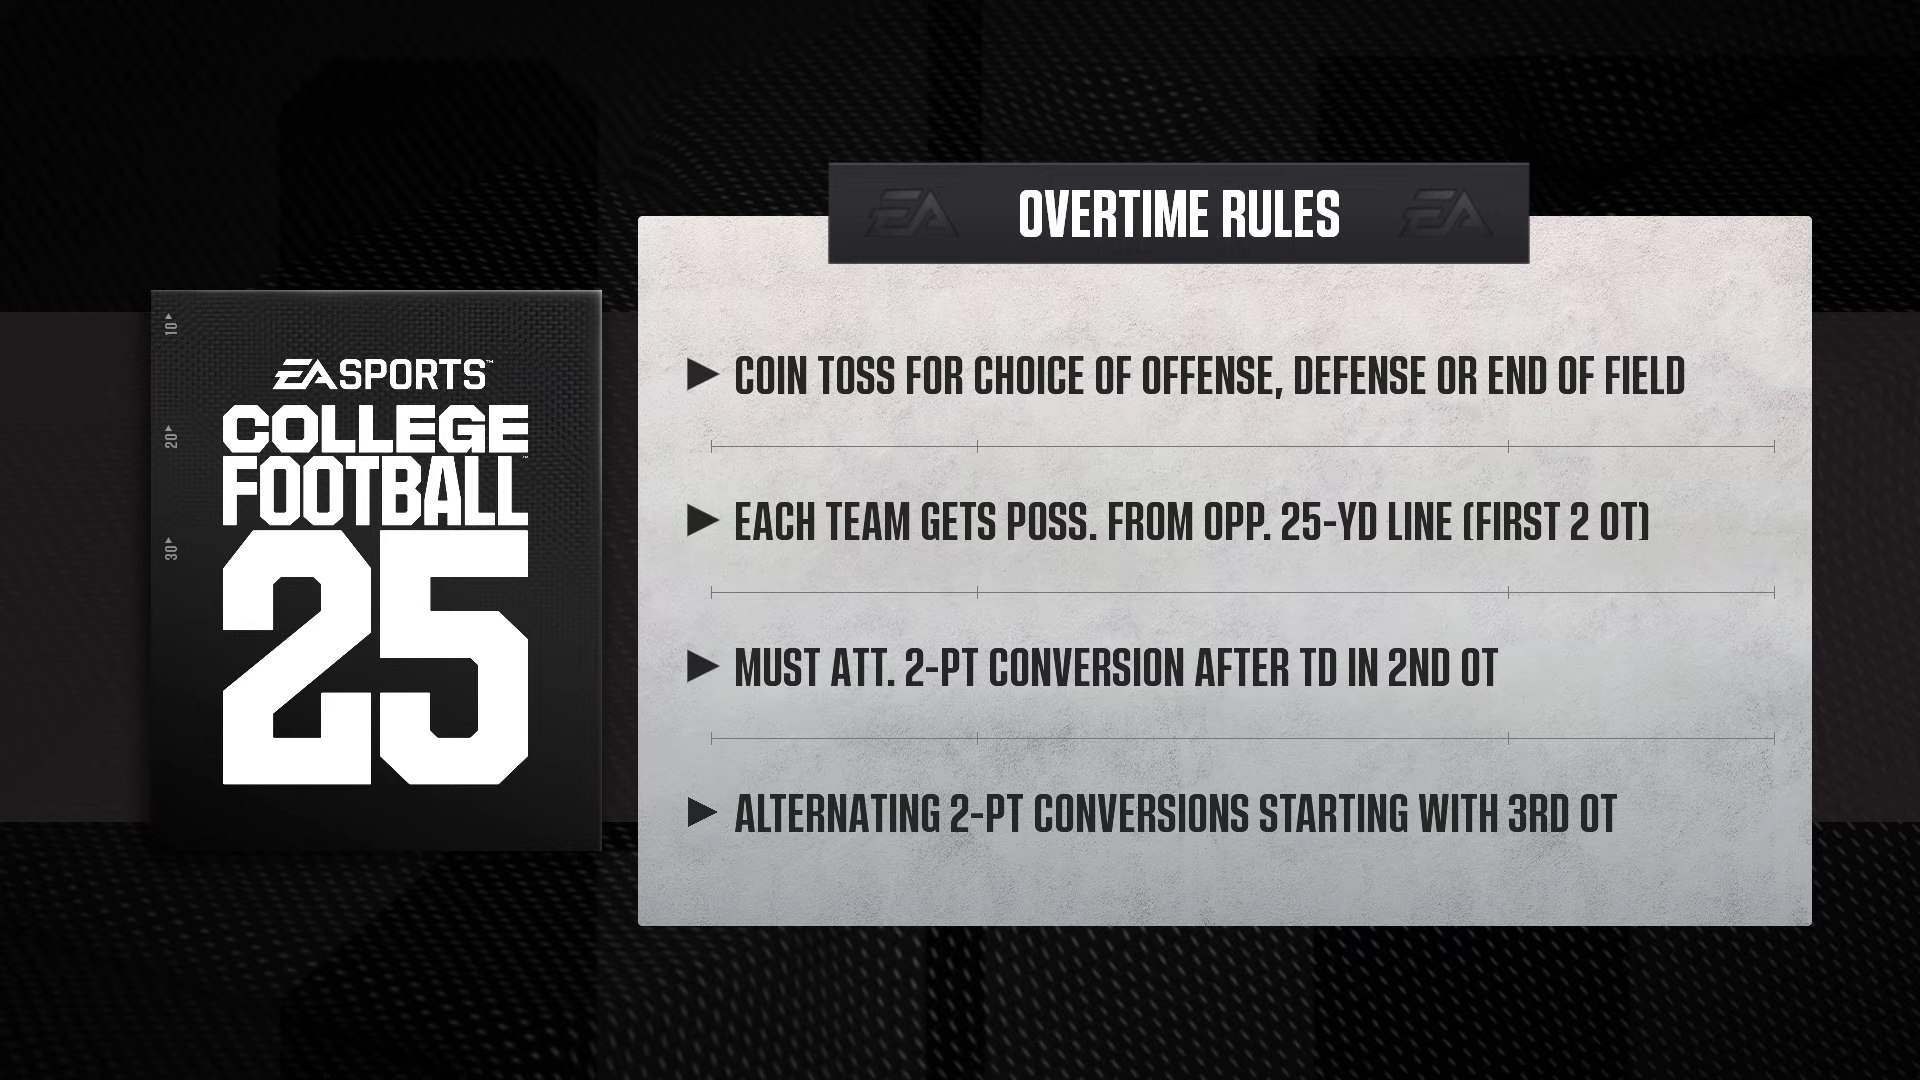 OVERTIME RULES
10
20
30
EA SPORTS™
COLLEGE
FOOTBALL™
25
COIN TOSS FOR CHOICE OF OFFENSE, DEFENSE OR END OF FIELD
EACH TEAM GETS POSS. FROM OPP. 25-YD LINE (FIRST 2 OT)
MUST ATT. 2-PT CONVERSION AFTER TD IN 2ND OT
ALTERNATING 2-PT CONVERSIONS STARTING WITH 3RD OT